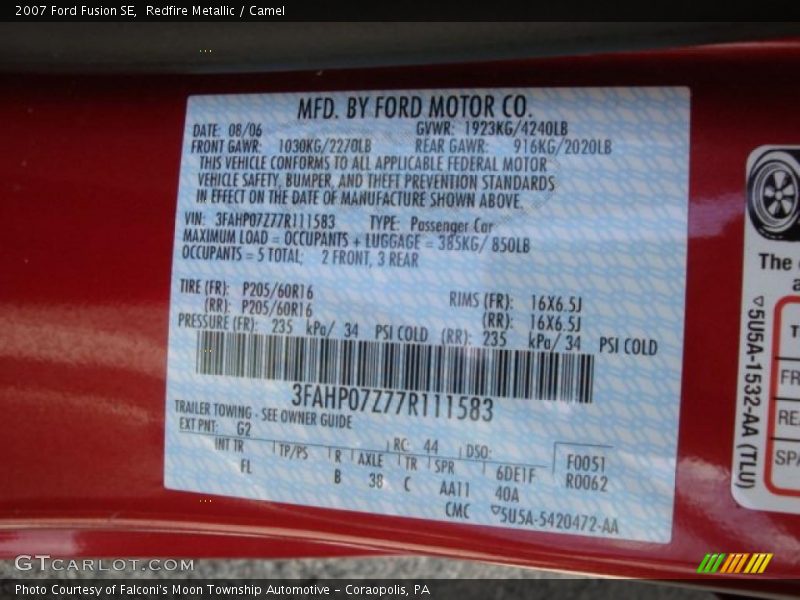 2007 Ford Fusion SE, Redfire Metallic / Camel
MFD. BY FORD MOTOR CO.
DATE: 08/06 GVWR: 1923KG/4240LB
FRONT GAWR: 1030KG/2270LB REAR GAWR: 916KG/2020LB
THIS VEHICLE CONFORMS TO ALL APPLICABLE FEDERAL MOTOR
VEHICLE SAFETY, BUMPER, AND THEFT PREVENTION STANDARDS
IN EFFECT ON THE DATE OF MANUFACTURE SHOWN ABOVE.
VIN: 3FAHP07Z77R111583 TYPE: Passenger Car
MAXIMUM LOAD = OCCUPANTS + LUGGAGE = 385KG/ 850LB
OCCUPANTS = 5 TOTAL; 2 FRONT, 3 REAR
TIRE (FR): P205/60R16 RIMS (FR): 16X6.5J
(RR): P205/60R16 (RR): 16X6.5J
PRESSURE (FR): 235 kPa/ 34 PSI COLD (RR): 235 kPa/ 34 PSI COLD
3FAHP07Z77R111583
TRAILER TOWING - SEE OWNER GUIDE
EXT PNT: G2 RC: 44 DSO:
INT TR TP/PS R AXLE TR SPR 6DE1F F0051
FL B 38 C AA11 40A R0062
CMC ▽5U5A-5420472-AA
The
▽5U5A-1532-AA (TLU)
FR
GTCARLOT.COM
Photo Courtesy of Falconi's Moon Township Automotive - Coraopolis, PA